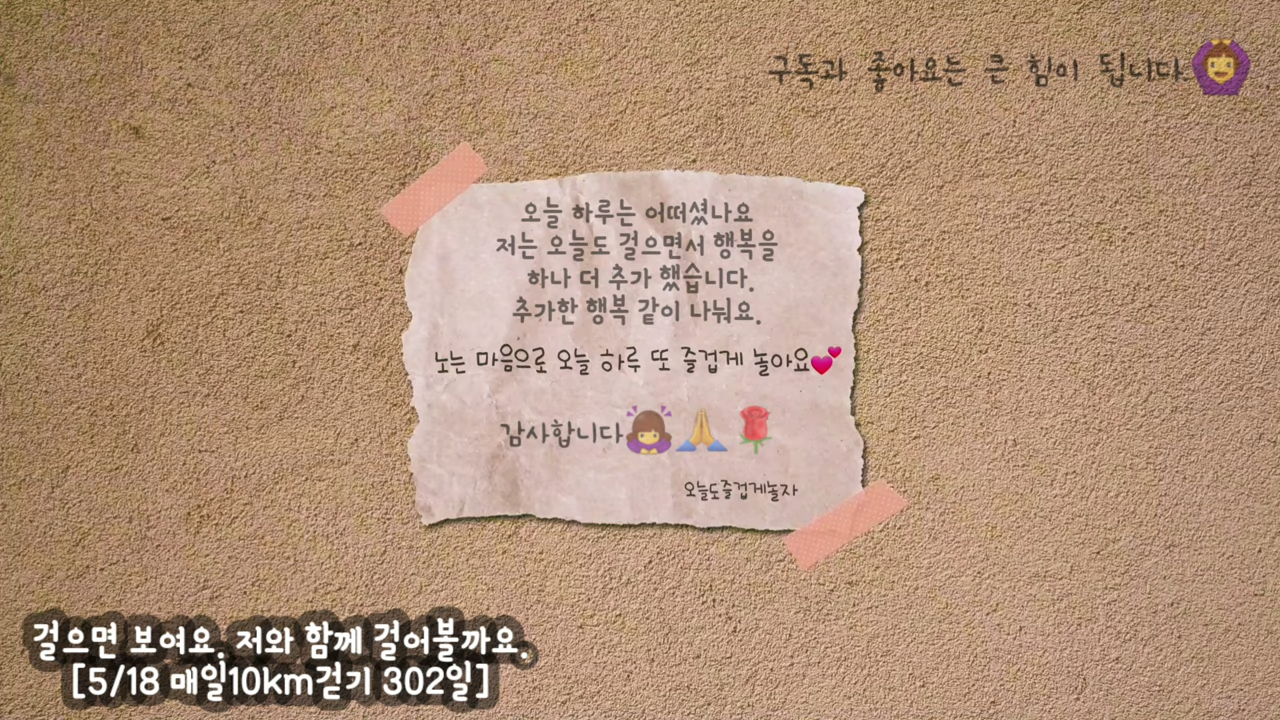 구독과 좋아요는 큰 힘이 됩니다.🙆‍♀️
오늘 하루는 어떠셨나요
저는 오늘도 걸으면서 행복을
하나 더 추가 했습니다.
추가한 행복 같이 나눠요.
노는 마음으로 오늘 하루 또 즐겁게 놀아요💕
감사합니다🙇‍♀️🙏🌹
오늘도즐겁게놀자
걸으면 보여요. 저와 함께 걸어볼까요.
[5/18 매일10km걷기 302일]